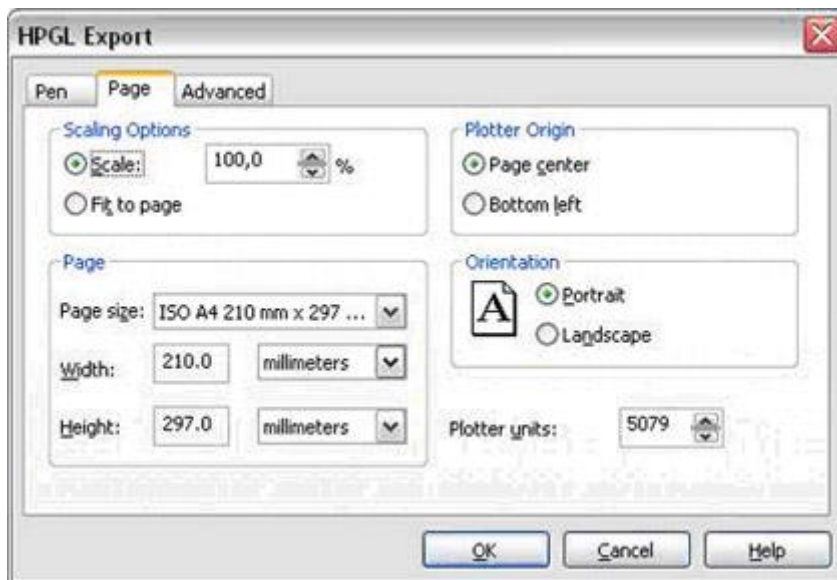 HPGL Export
Pen Page Advanced
Scaling Options
Scale: 100,0 %
Fit to page
Plotter Origin
Page center
Bottom left
Page
Page size: ISO A4 210 mm x 297 ...
Width: 210.0 millimeters
Height: 297.0 millimeters
Orientation
A
Portrait
Landscape
Plotter units: 5079
OK Cancel Help